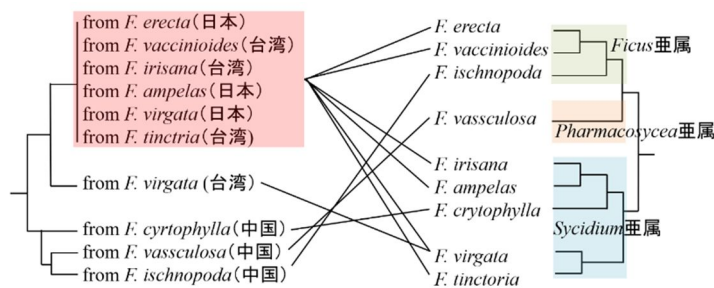 from F. erecta(日本)
from F. vaccinioides(台湾)
from F. irisana(台湾)
from F. ampelas(日本)
from F. virgata(日本)
from F. tinctria(台湾)
from F. virgata (台湾)
from F. cyrtophylla(中国)
from F. vassculosa(中国)
from F. ischnopoda(中国)
F. erecta
F. vaccinioides
F. ischnopoda
F. vassculosa
F. irisana
F. ampelas
F. crytophylla
F. virgata
F. tinctoria
Ficus亜属
Pharmacosycea亜属
Sycidium亜属